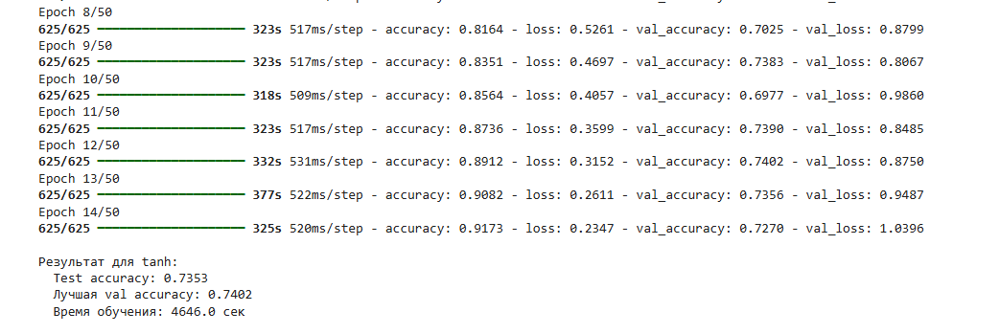 Epoch 8/50
625/625 ━━━━━━━━━━━━━━━━━━━━ 323s 517ms/step - accuracy: 0.8164 - loss: 0.5261 - val_accuracy: 0.7025 - val_loss: 0.8799
Epoch 9/50
625/625 ━━━━━━━━━━━━━━━━━━━━ 323s 517ms/step - accuracy: 0.8351 - loss: 0.4697 - val_accuracy: 0.7383 - val_loss: 0.8067
Epoch 10/50
625/625 ━━━━━━━━━━━━━━━━━━━━ 318s 509ms/step - accuracy: 0.8564 - loss: 0.4057 - val_accuracy: 0.6977 - val_loss: 0.9860
Epoch 11/50
625/625 ━━━━━━━━━━━━━━━━━━━━ 323s 517ms/step - accuracy: 0.8736 - loss: 0.3599 - val_accuracy: 0.7390 - val_loss: 0.8485
Epoch 12/50
625/625 ━━━━━━━━━━━━━━━━━━━━ 332s 531ms/step - accuracy: 0.8912 - loss: 0.3152 - val_accuracy: 0.7402 - val_loss: 0.8750
Epoch 13/50
625/625 ━━━━━━━━━━━━━━━━━━━━ 377s 522ms/step - accuracy: 0.9082 - loss: 0.2611 - val_accuracy: 0.7356 - val_loss: 0.9487
Epoch 14/50
625/625 ━━━━━━━━━━━━━━━━━━━━ 325s 520ms/step - accuracy: 0.9173 - loss: 0.2347 - val_accuracy: 0.7270 - val_loss: 1.0396
Результат для tanh:
Test accuracy: 0.7353
Лучшая val accuracy: 0.7402
Время обучения: 4646.0 сек